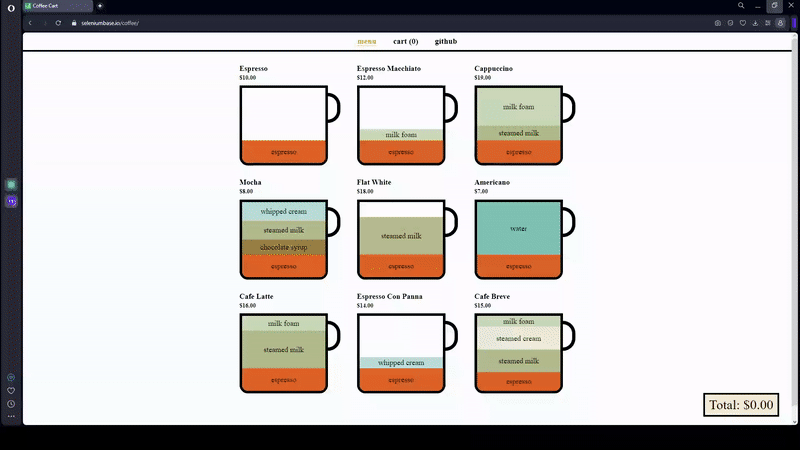 Coffee Cart
seleniumbase.io/coffee/
menu cart (0) github
Espresso
$10.00
espresso
Espresso Macchiato
$12.00
milk foam
espresso
Cappuccino
$19.00
milk foam
steamed milk
espresso
Mocha
$8.00
whipped cream
steamed milk
chocolate syrup
espresso
Flat White
$18.00
steamed milk
espresso
Americano
$7.00
water
espresso
Cafe Latte
$16.00
milk foam
steamed milk
espresso
Espresso Con Panna
$14.00
whipped cream
espresso
Cafe Breve
$15.00
milk foam
steamed cream
steamed milk
espresso
Total: $0.00